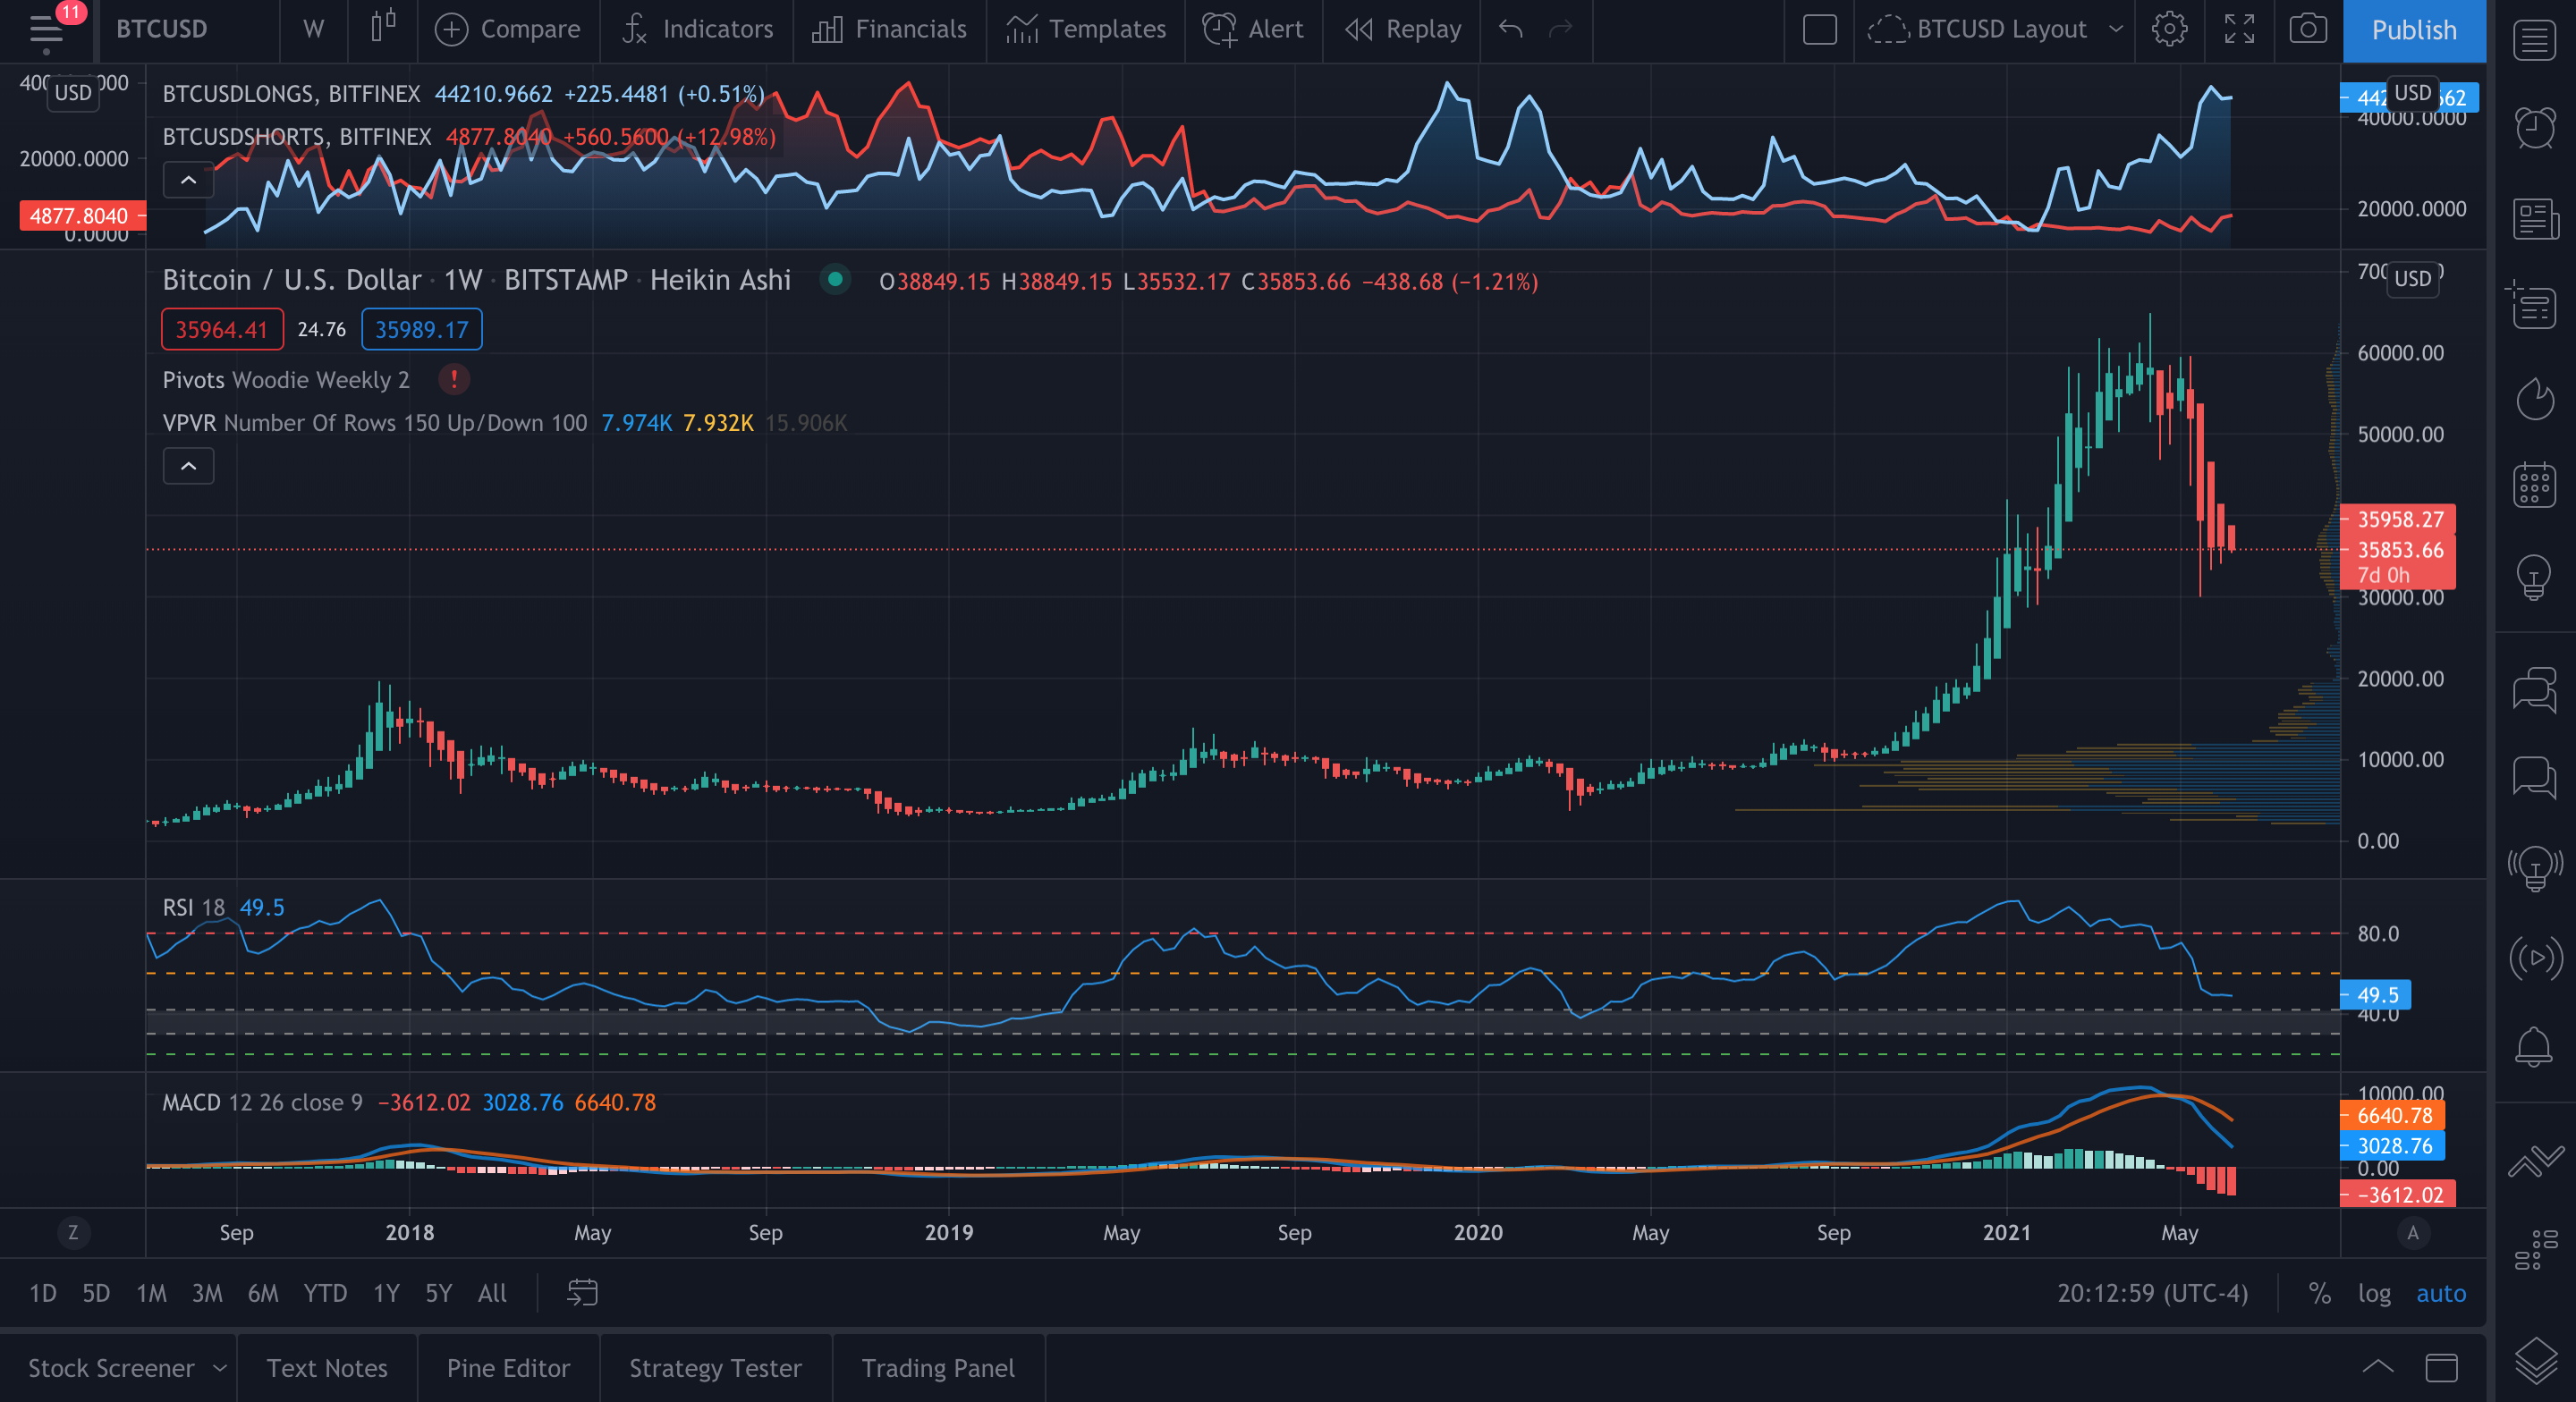 11
BTCUSD W Compare Indicators Financials Templates Alert Replay BTCUSD Layout Publish
USD
BTCUSDLONGS, BITFINEX 44210.9662 +225.4481 (+0.51%)
BTCUSDSHORTS, BITFINEX 4877.8040 +560.5600 (+12.98%)
20000.0000
4877.8040
0.0000
USD
40000.0000
20000.0000
Bitcoin / U.S. Dollar · 1W · BITSTAMP · Heikin Ashi O38849.15 H38849.15 L35532.17 C35853.66 −438.68 (−1.21%)
35964.41 24.76 35989.17
Pivots Woodie Weekly 2 !
VPVR Number Of Rows 150 Up/Down 100 7.974K 7.932K 15.906K
USD
60000.00
50000.00
35958.27
35853.66
7d 0h
30000.00
20000.00
10000.00
0.00
RSI 18 49.5
80.0
49.5
40.0
MACD 12 26 close 9 −3612.02 3028.76 6640.78
10000.00
6640.78
3028.76
0.00
−3612.02
Z Sep 2018 May Sep 2019 May Sep 2020 May Sep 2021 May A
1D 5D 1M 3M 6M YTD 1Y 5Y All 20:12:59 (UTC-4) % log auto
Stock Screener Text Notes Pine Editor Strategy Tester Trading Panel